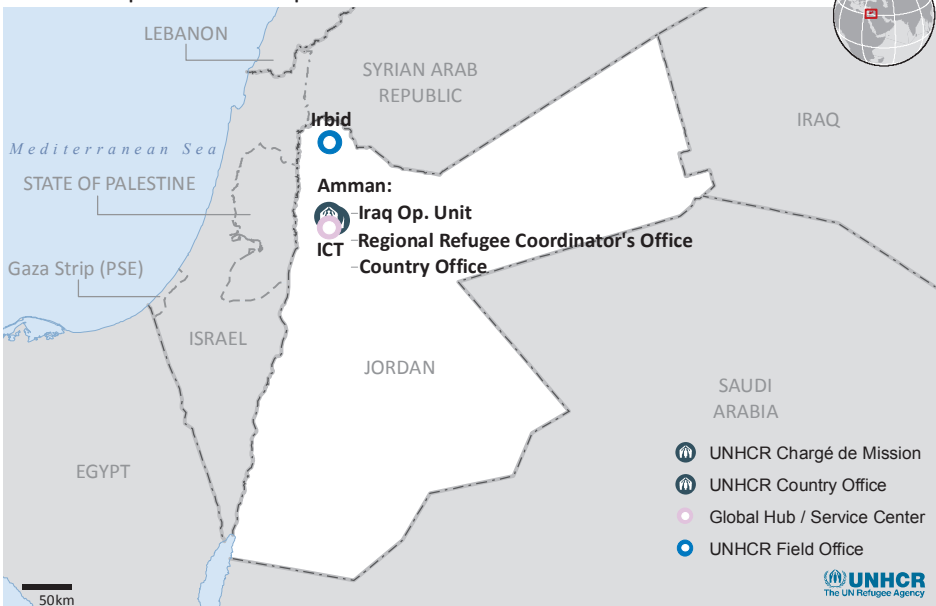 LEBANON
SYRIAN ARAB
REPUBLIC
IRAQ
Irbid
Mediterranean Sea
STATE OF PALESTINE
Amman:
Iraq Op. Unit
Regional Refugee Coordinator's Office
ICT
Country Office
Gaza Strip (PSE)
ISRAEL
JORDAN
SAUDI
ARABIA
EGYPT
UNHCR Chargé de Mission
UNHCR Country Office
Global Hub / Service Center
UNHCR Field Office
50km
UNHCR
The UN Refugee Agency